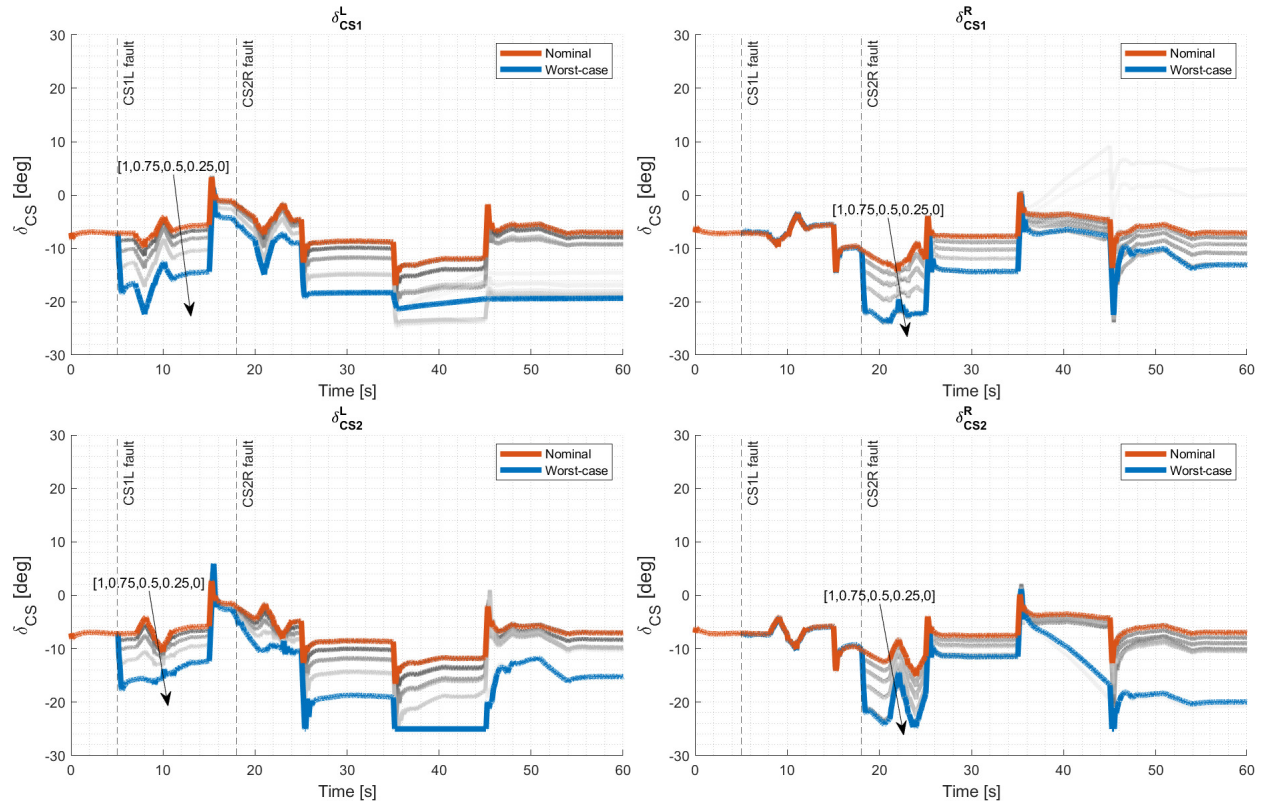 δ^L_CS1
30
20
10
0
-10
-20
-30
δ_CS [deg]
CS1L fault
CS2R fault
Nominal
Worst-case
[1,0.75,0.5,0.25,0]
0 10 20 30 40 50 60
Time [s]
δ^R_CS1
30
20
10
0
-10
-20
-30
δ_CS [deg]
CS1L fault
CS2R fault
Nominal
Worst-case
[1,0.75,0.5,0.25,0]
0 10 20 30 40 50 60
Time [s]
δ^L_CS2
30
20
10
0
-10
-20
-30
δ_CS [deg]
CS1L fault
CS2R fault
Nominal
Worst-case
[1,0.75,0.5,0.25,0]
0 10 20 30 40 50 60
Time [s]
δ^R_CS2
30
20
10
0
-10
-20
-30
δ_CS [deg]
CS1L fault
CS2R fault
Nominal
Worst-case
[1,0.75,0.5,0.25,0]
0 10 20 30 40 50 60
Time [s]